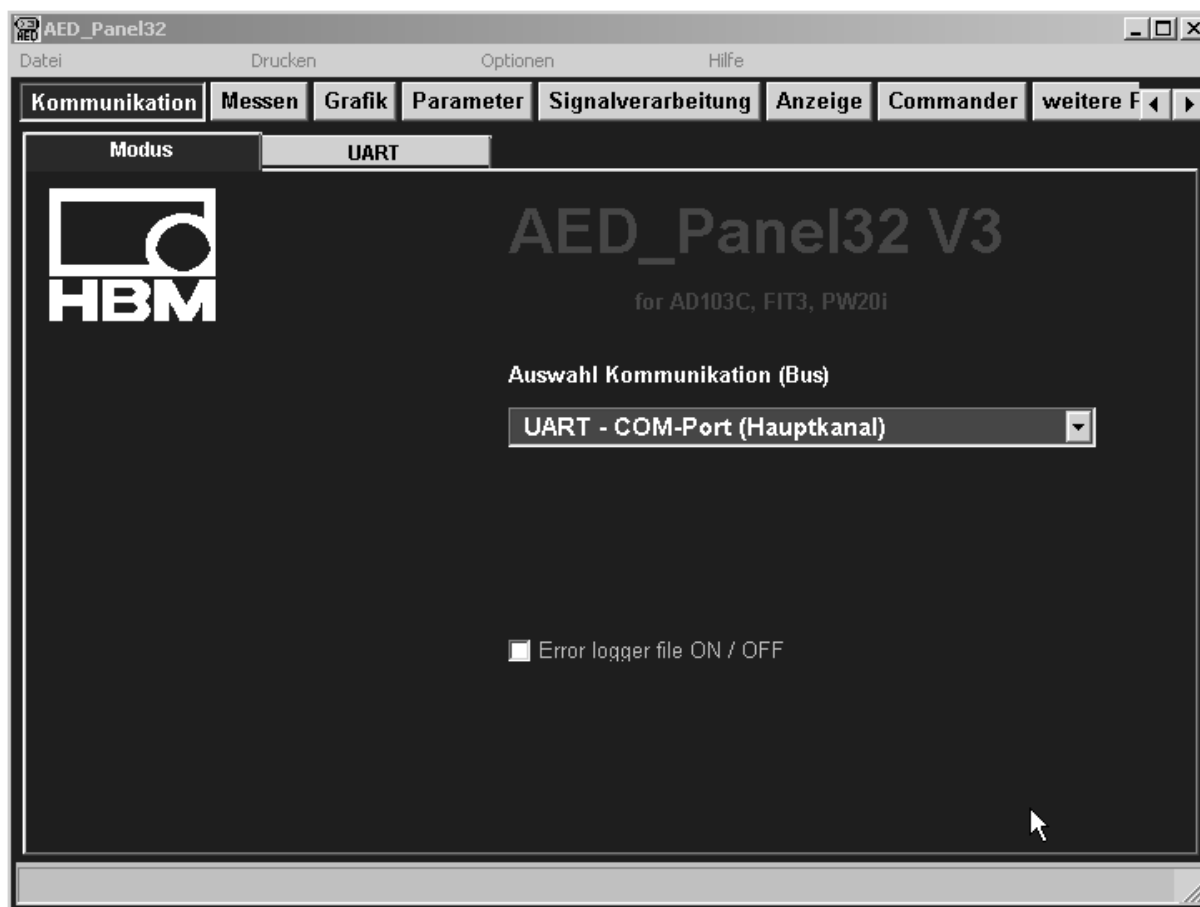 AED_Panel32
Datei Drucken Optionen Hilfe
Kommunikation Messen Grafik Parameter Signalverarbeitung Anzeige Commander weitere F
Modus UART
HBM
AED_Panel32 V3
for AD103C, FIT3, PW20i
Auswahl Kommunikation (Bus)
UART - COM-Port (Hauptkanal)
Error logger file ON / OFF